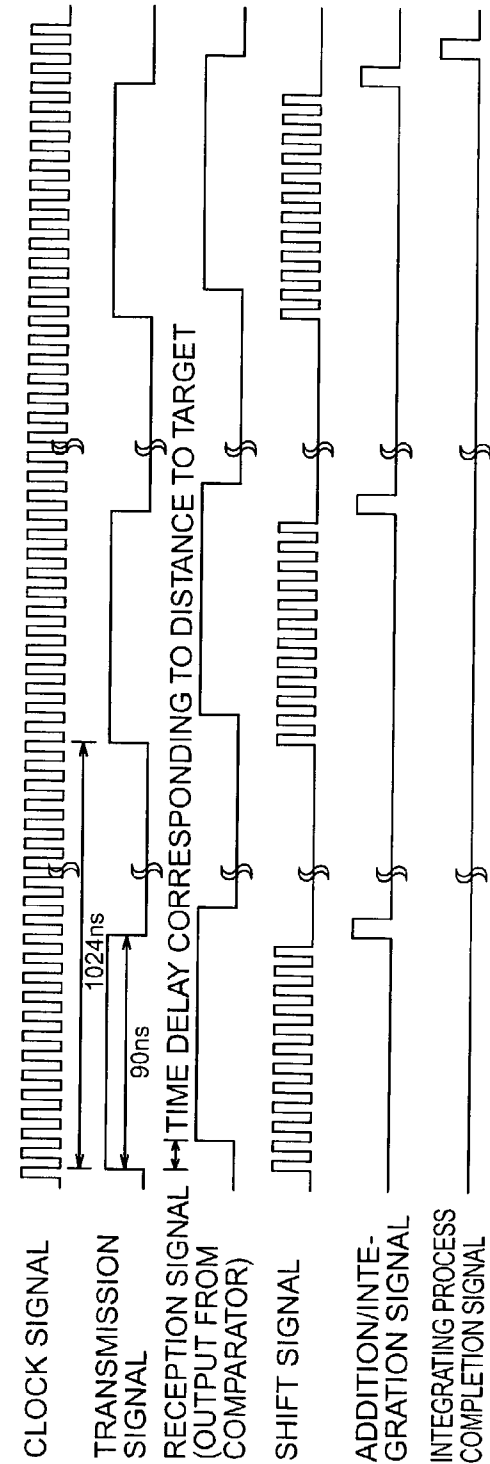 CLOCK SIGNAL
1024ns
TRANSMISSION
SIGNAL
90ns
RECEPTION SIGNAL
(OUTPUT FROM
COMPARATOR)
TIME DELAY CORRESPONDING TO DISTANCE TO TARGET
SHIFT SIGNAL
ADDITION/INTE-
GRATION SIGNAL
INTEGRATING PROCESS
COMPLETION SIGNAL